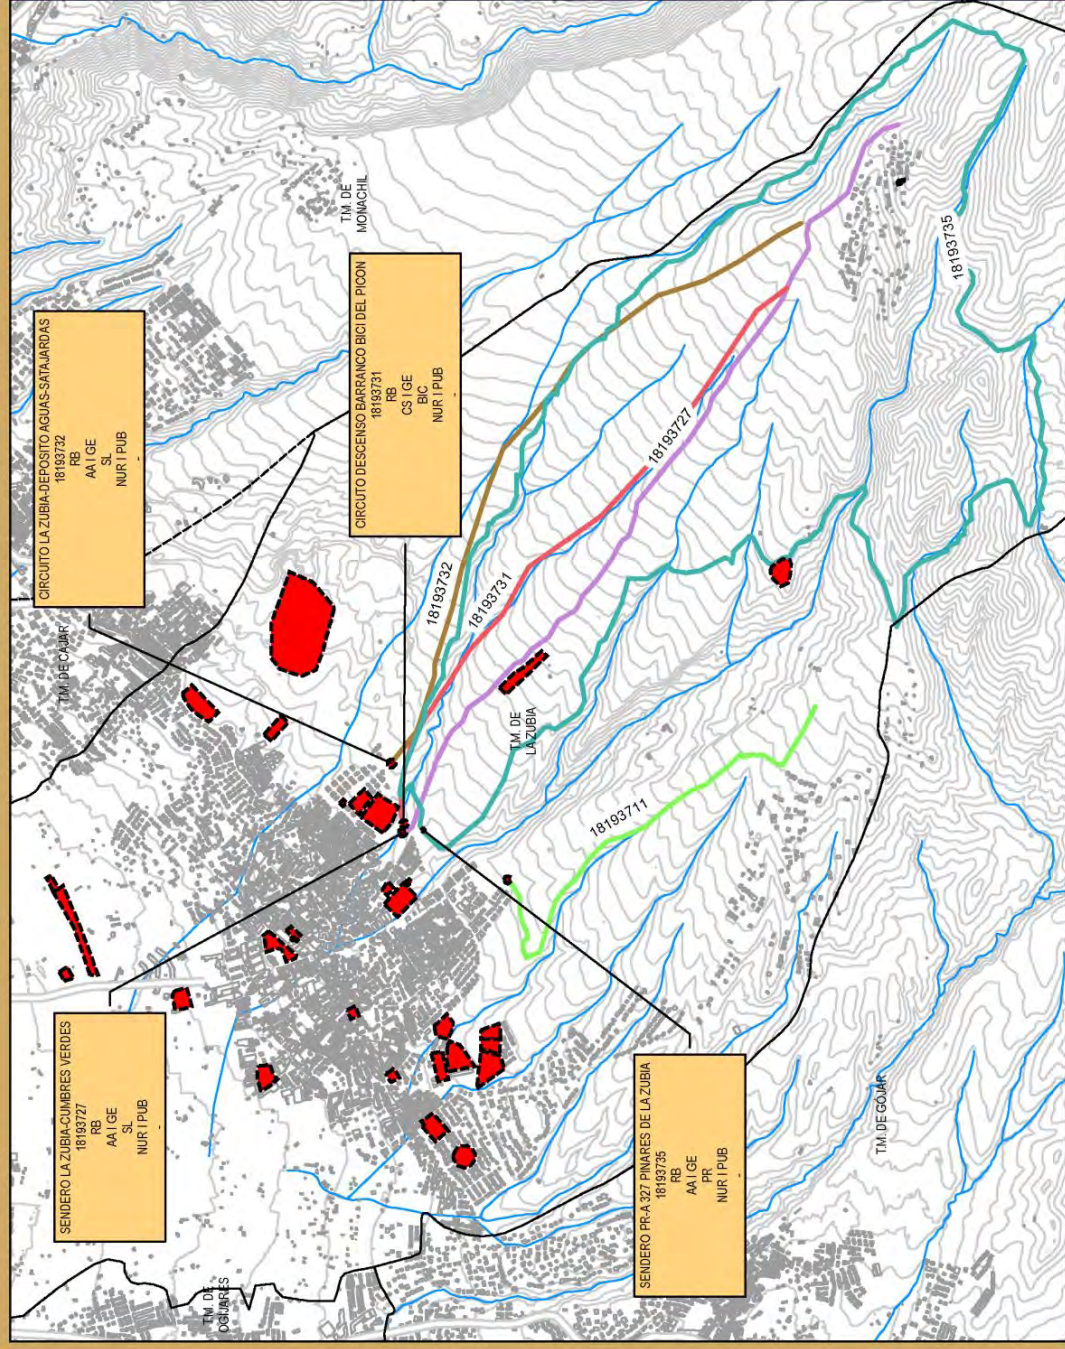 SENDERO LA ZUBIA-CUMBRES VERDES
18193727
RB
AA I GE
SL
NUR I PUB
-
CIRCUITO LA ZUBIA-DEPOSITO AGUAS-SATAJARDAS
18193732
RB
AA I GE
SL
NUR I PUB
-
CIRCUITO DESCENSO BARRANCO BICI DEL PICON
18193731
RB
CS I GE
BIC
NUR I PUB
-
SENDERO PR-A 327 PINARES DE LA ZUBIA
18193735
RB
AA I GE
PR
NUR I PUB
-
T.M. DE
OGIJARES
T.M. DE CAJAR
T.M. DE
MONACHIL
T.M. DE
LA ZUBIA
T.M. DE GÓJAR
18193732
18193731
18193727
18193711
18193735